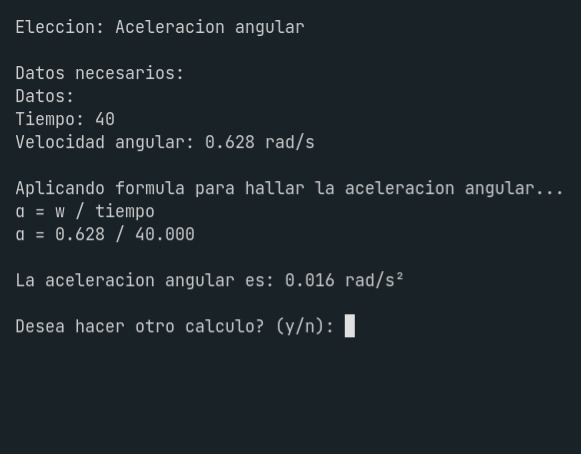 Eleccion: Aceleracion angular
Datos necesarios:
Datos:
Tiempo: 40
Velocidad angular: 0.628 rad/s
Aplicando formula para hallar la aceleracion angular...
α = w / tiempo
α = 0.628 / 40.000
La aceleracion angular es: 0.016 rad/s²
Desea hacer otro calculo? (y/n):